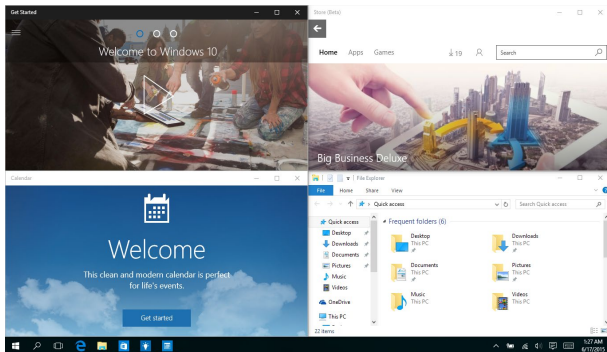 Get Started
Welcome to Windows 10
Store (Beta)
Home Apps Games
19
Search
Big Business Deluxe
Calendar
Welcome
This clean and modern calendar is perfect
for life's events.
Get started
File Explorer
File Home Share View
Quick access
Search Quick access
Quick access
Desktop
Downloads
Documents
Pictures
Music
Videos
OneDrive
This PC
Frequent folders (6)
Desktop
This PC
Downloads
This PC
Documents
This PC
Pictures
This PC
Music
This PC
Videos
This PC
22 items
1:27 AM
6/17/2015